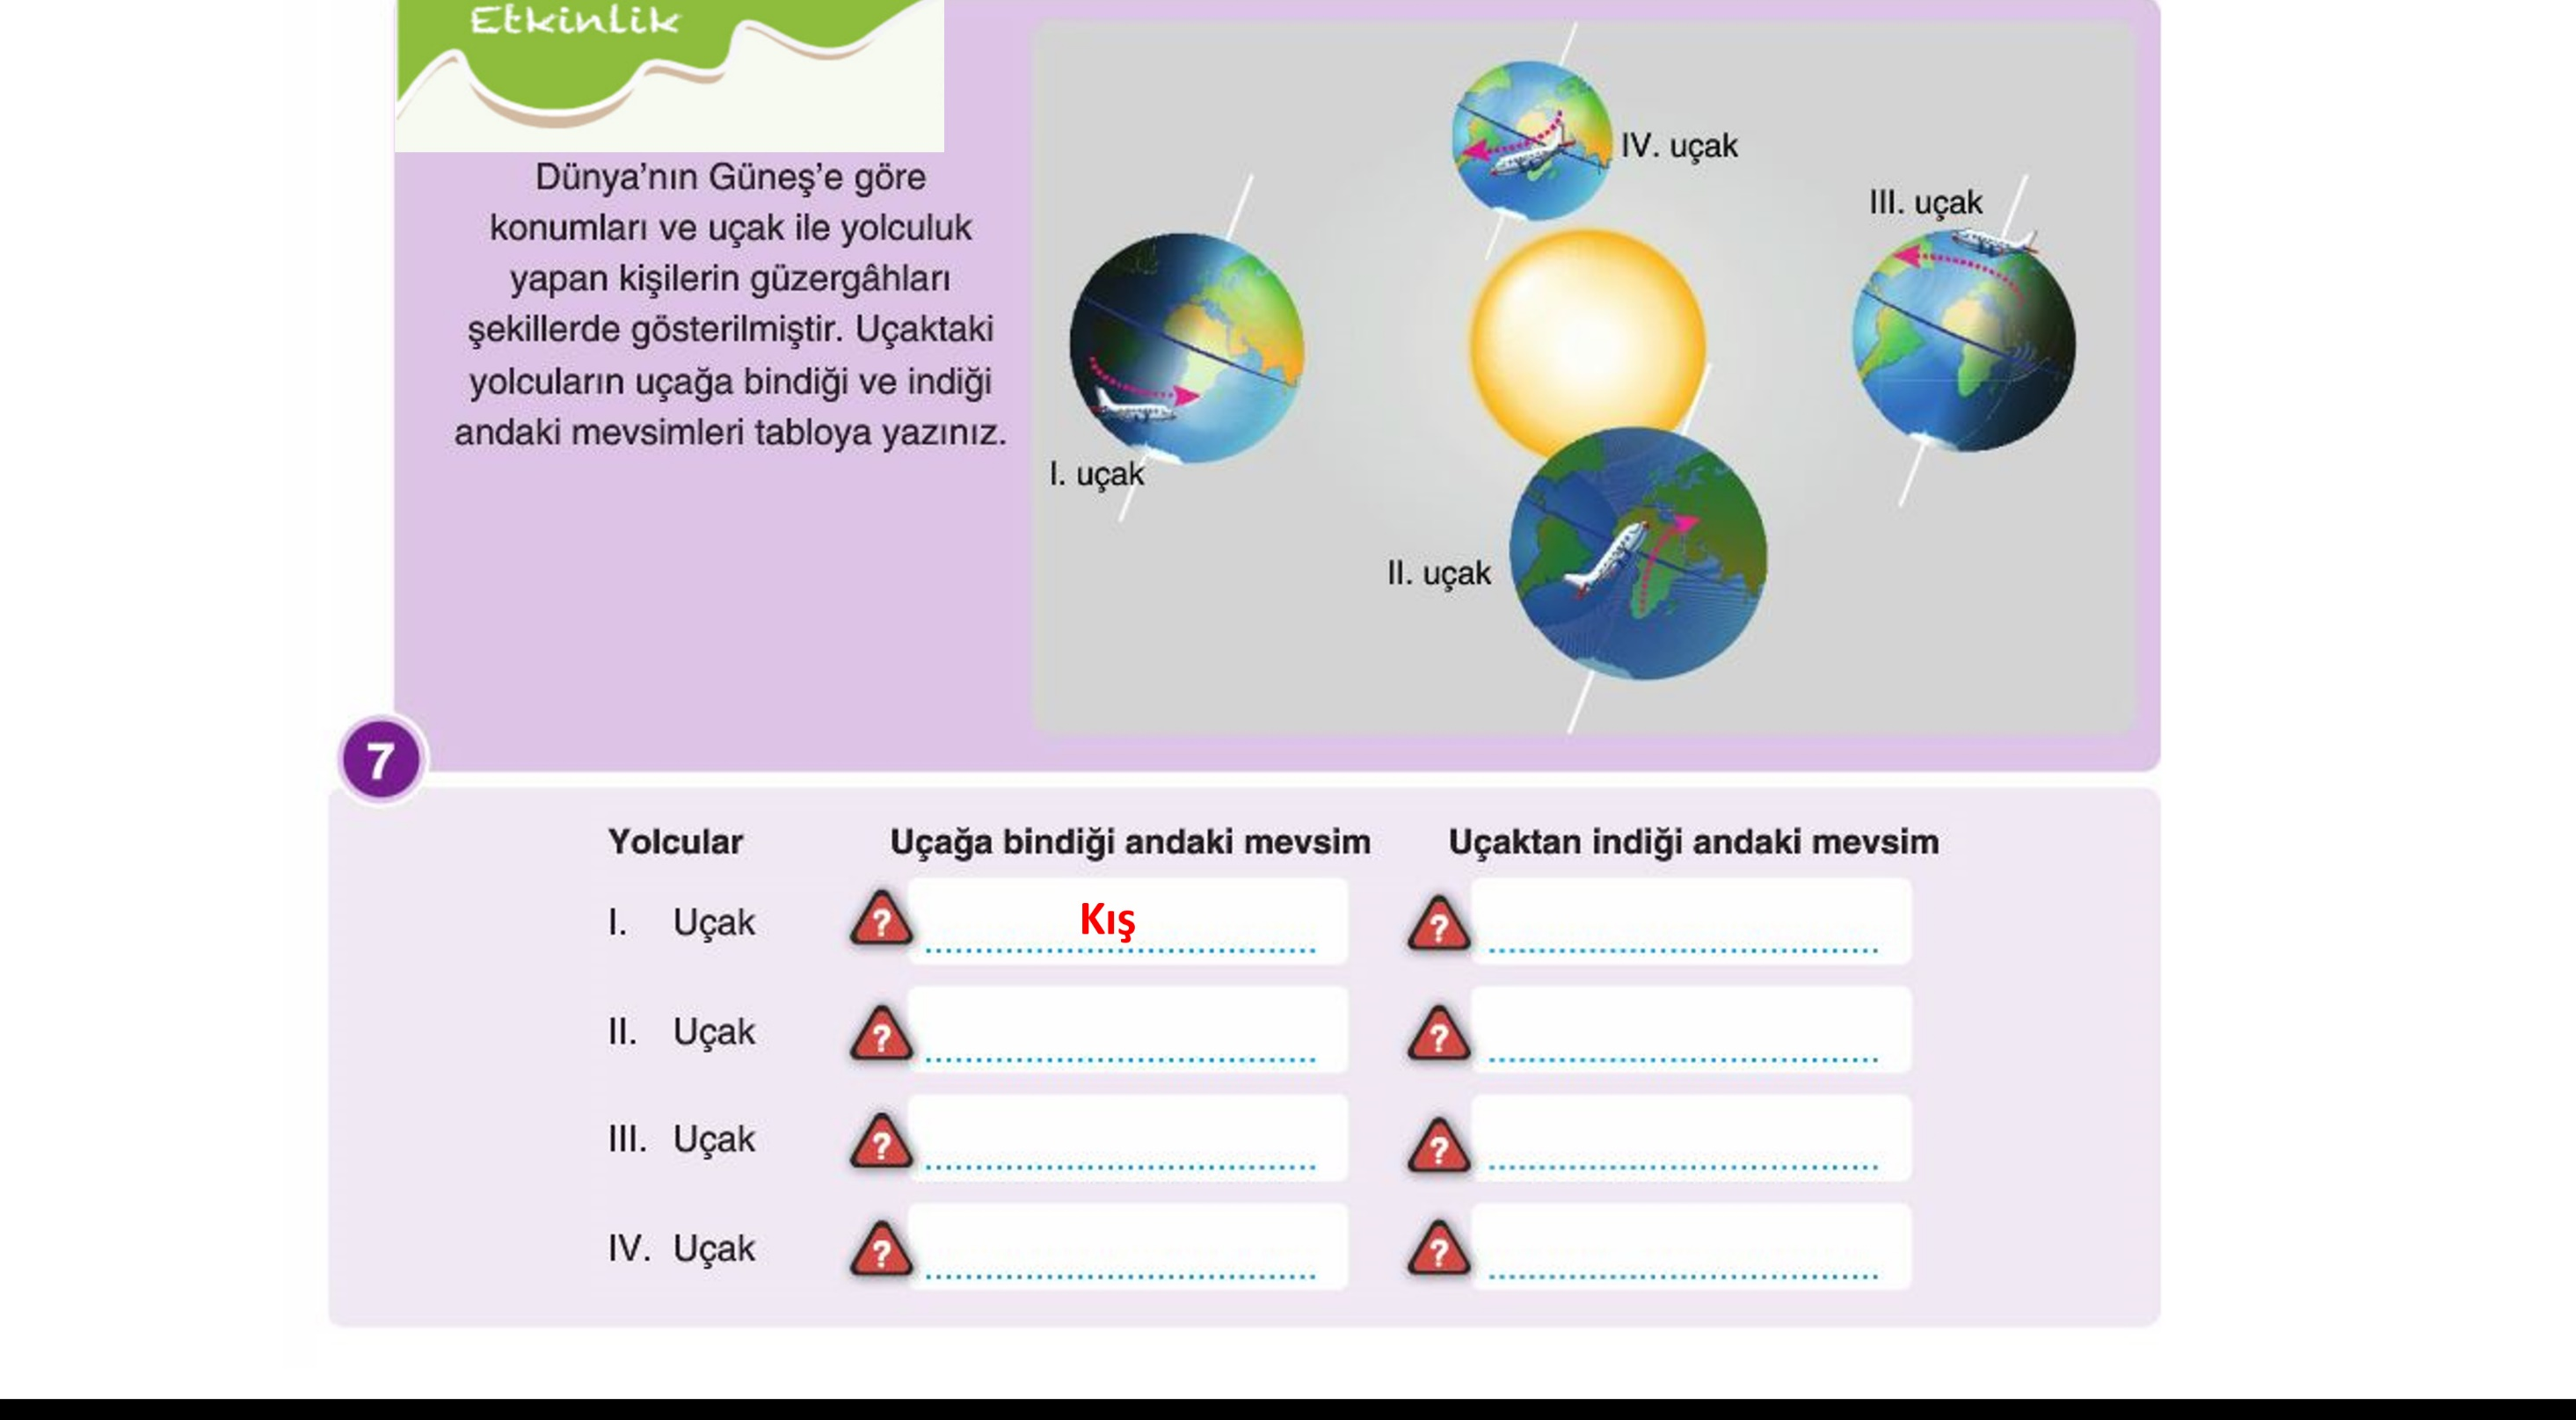 Etkinlik
Dünya'nın Güneş'e göre
konumları ve uçak ile yolculuk
yapan kişilerin güzergâhları
şekillerde gösterilmiştir. Uçaktaki
yolcuların uçağa bindiği ve indiği
andaki mevsimleri tabloya yazınız.
IV. uçak
III. uçak
I. uçak
II. uçak
7
Yolcular Uçağa bindiği andaki mevsim Uçaktan indiği andaki mevsim
I. Uçak ? Kış ?
II. Uçak ? ?
III. Uçak ? ?
IV. Uçak ? ?